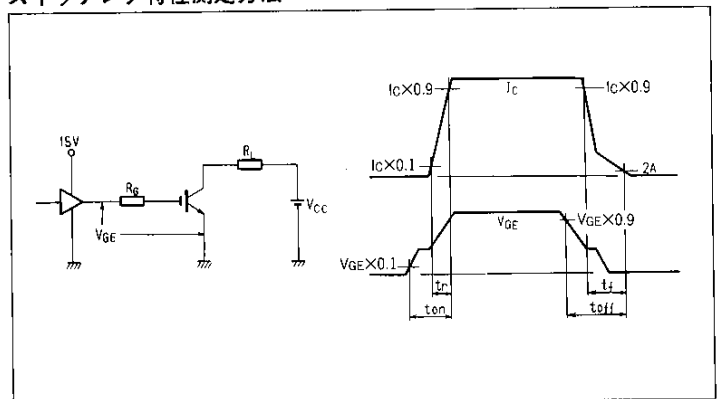 15V
RG
VGE
RL
VCC
IC×0.9
IC
IC×0.9
IC×0.1
2A
VGE
VGE×0.9
VGE×0.1
tr
ton
tf
toff